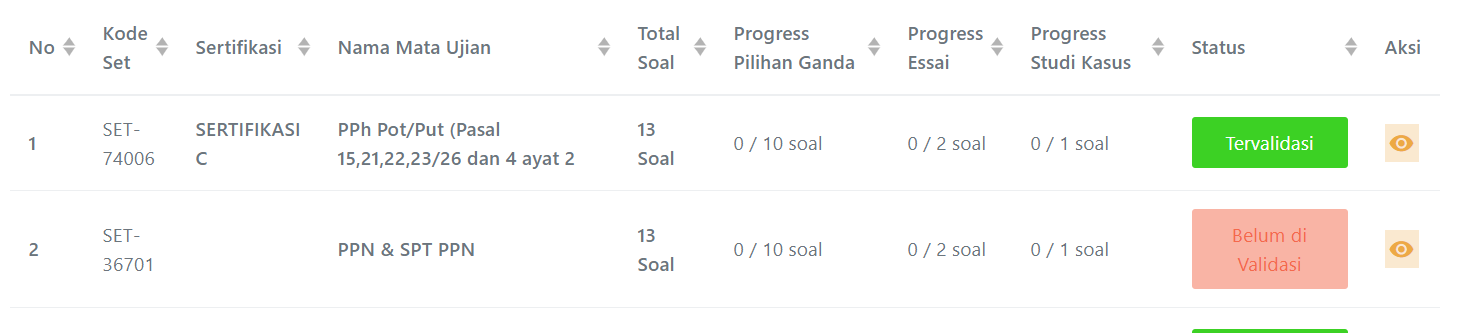 No Kode Set Sertifikasi Nama Mata Ujian Total Soal Progress Pilihan Ganda Progress Essai Progress Studi Kasus Status Aksi
1 SET-74006 SERTIFIKASI C PPh Pot/Put (Pasal 15,21,22,23/26 dan 4 ayat 2 13 Soal 0 / 10 soal 0 / 2 soal 0 / 1 soal Tervalidasi
2 SET-36701 PPN & SPT PPN 13 Soal 0 / 10 soal 0 / 2 soal 0 / 1 soal Belum di Validasi